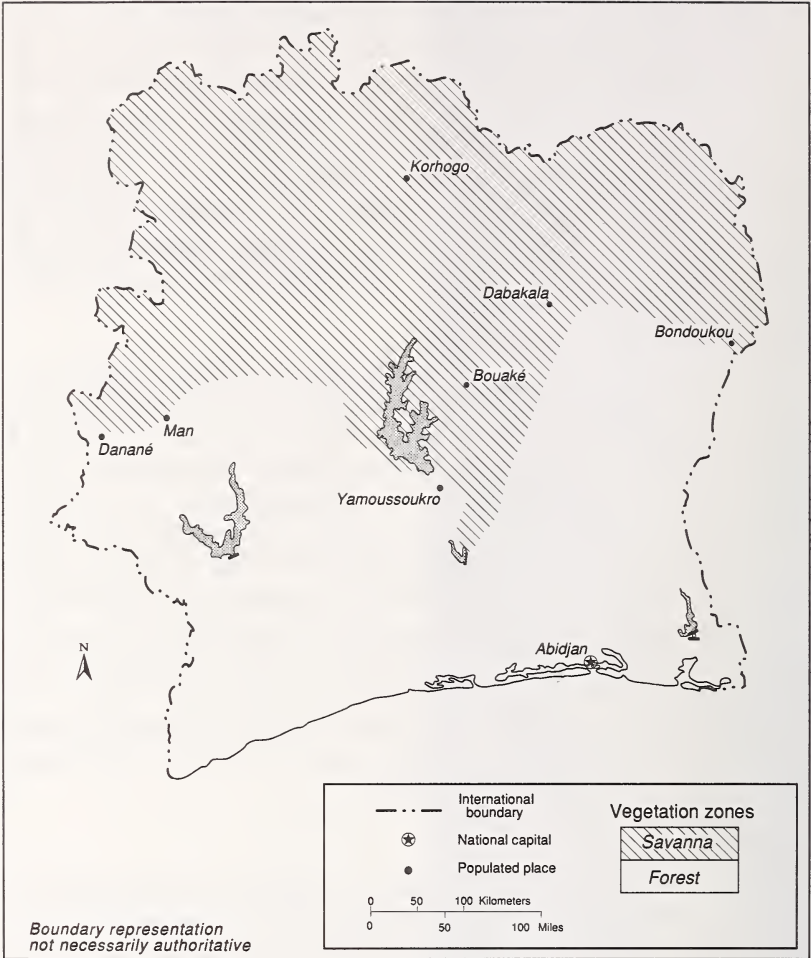 Korhogo
Dabakala
Bondoukou
Bouaké
Man
Danané
Yamoussoukro
N
Abidjan
International
boundary
National capital
Populated place
0 50 100 Kilometers
0 50 100 Miles
Vegetation zones
Savanna
Forest
Boundary representation
not necessarily authoritative